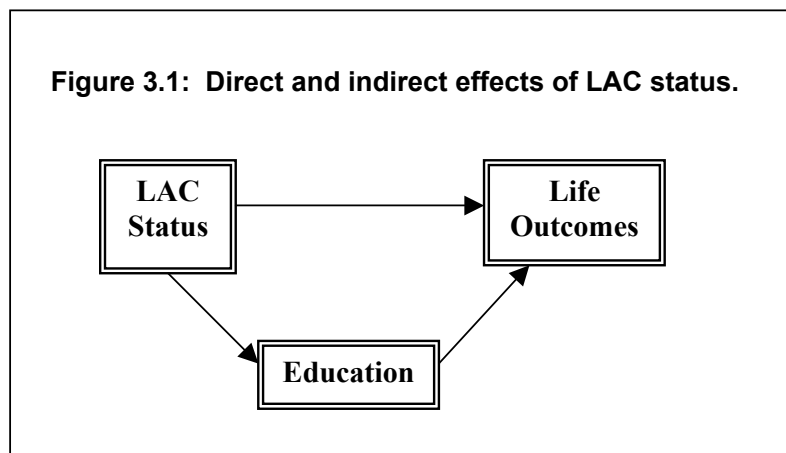 Figure 3.1: Direct and indirect effects of LAC status.
LAC
Status
Life
Outcomes
Education